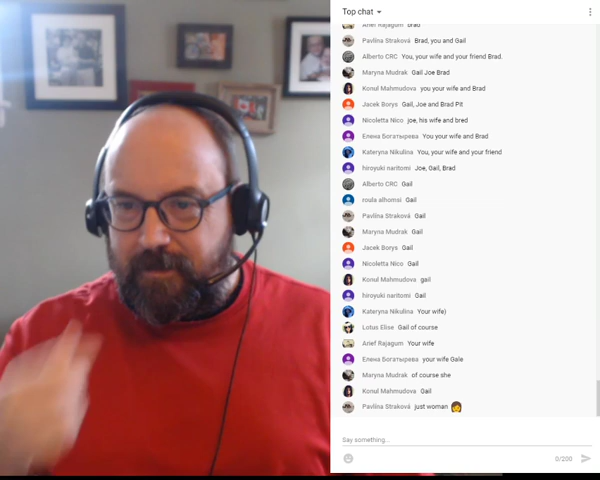 Top chat
Arief Rajagum brad
Pavlína Straková Brad, you and Gail
Alberto CRC You, your wife and your friend Brad.
Maryna Mudrak Gail Joe Brad
Konul Mahmudova you your wife and Brad
Jacek Borys Gail, Joe and Brad Pit
Nicoletta Nico joe, his wife and bred
Елена Богатырева You your wife and Brad
Kateryna Nikulina You, your wife and your friend
hiroyuki naritomi Joe, Gail, Brad
Alberto CRC Gail
roula alhomsi Gail
Pavlína Straková Gail
Maryna Mudrak Gail
Jacek Borys Gail
Nicoletta Nico Gail
Konul Mahmudova gail
hiroyuki naritomi Gail
Kateryna Nikulina Your wife)
Lotus Elise Gail of course
Arief Rajagum Your wife
Елена Богатырева your wife Gale
Maryna Mudrak of course she
Konul Mahmudova Gail
Pavlína Straková just woman 👩
Say something...
0/200